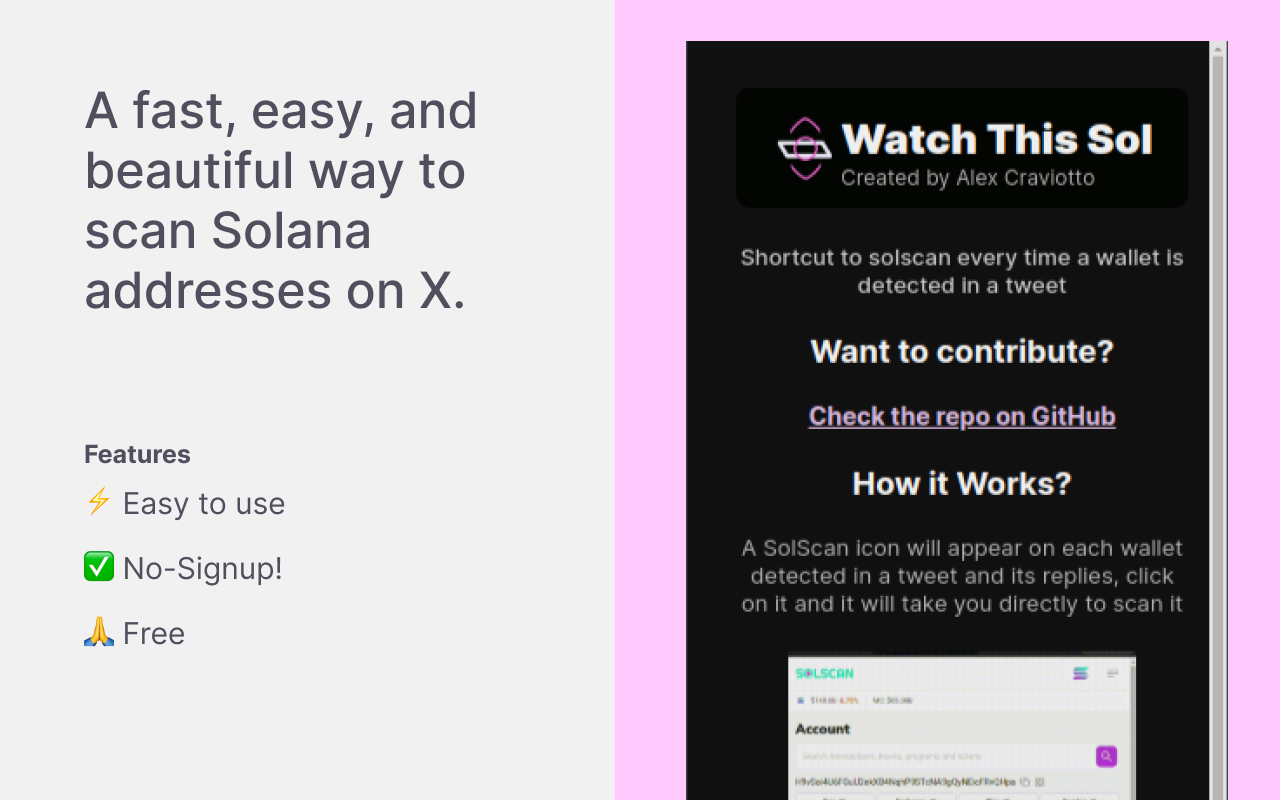 A fast, easy, and
beautiful way to
scan Solana
addresses on X.
Features
⚡ Easy to use
✅ No-Signup!
🙏 Free
Watch This Sol
Created by Alex Craviotto
Shortcut to solscan every time a wallet is
detected in a tweet
Want to contribute?
Check the repo on GitHub
How it Works?
A SolScan icon will appear on each wallet
detected in a tweet and its replies, click
on it and it will take you directly to scan it
SOLSCAN
Account
Search transactions, blocks, programs and tokens